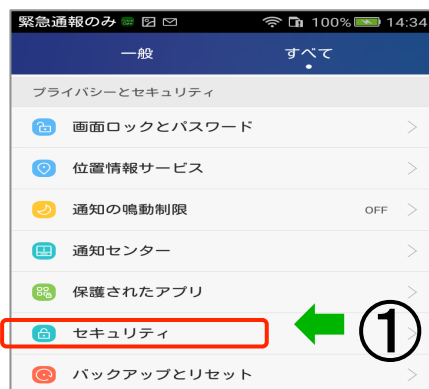 緊急通報のみ 100% 14:34
一般 すべて
プライバシーとセキュリティ
画面ロックとパスワード
位置情報サービス
通知の鳴動制限 OFF
通知センター
保護されたアプリ
セキュリティ ①
バックアップとリセット